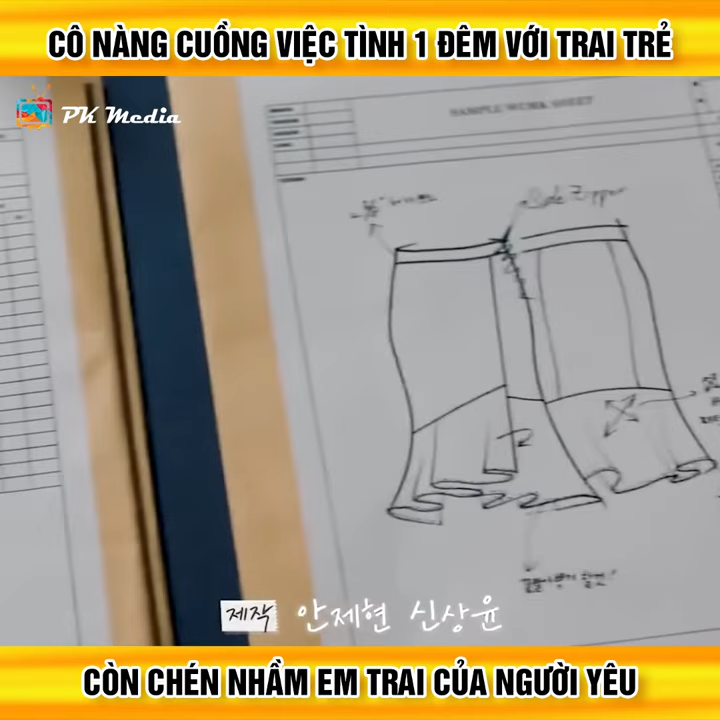 CÔ NÀNG CUỒNG VIỆC TÌNH 1 ĐÊM VỚI TRAI TRẺ
PK Media
SAMPLE WORK SHEET
Side Zipper
제작 안제현 신상윤
CÒN CHÉN NHẦM EM TRAI CỦA NGƯỜI YÊU